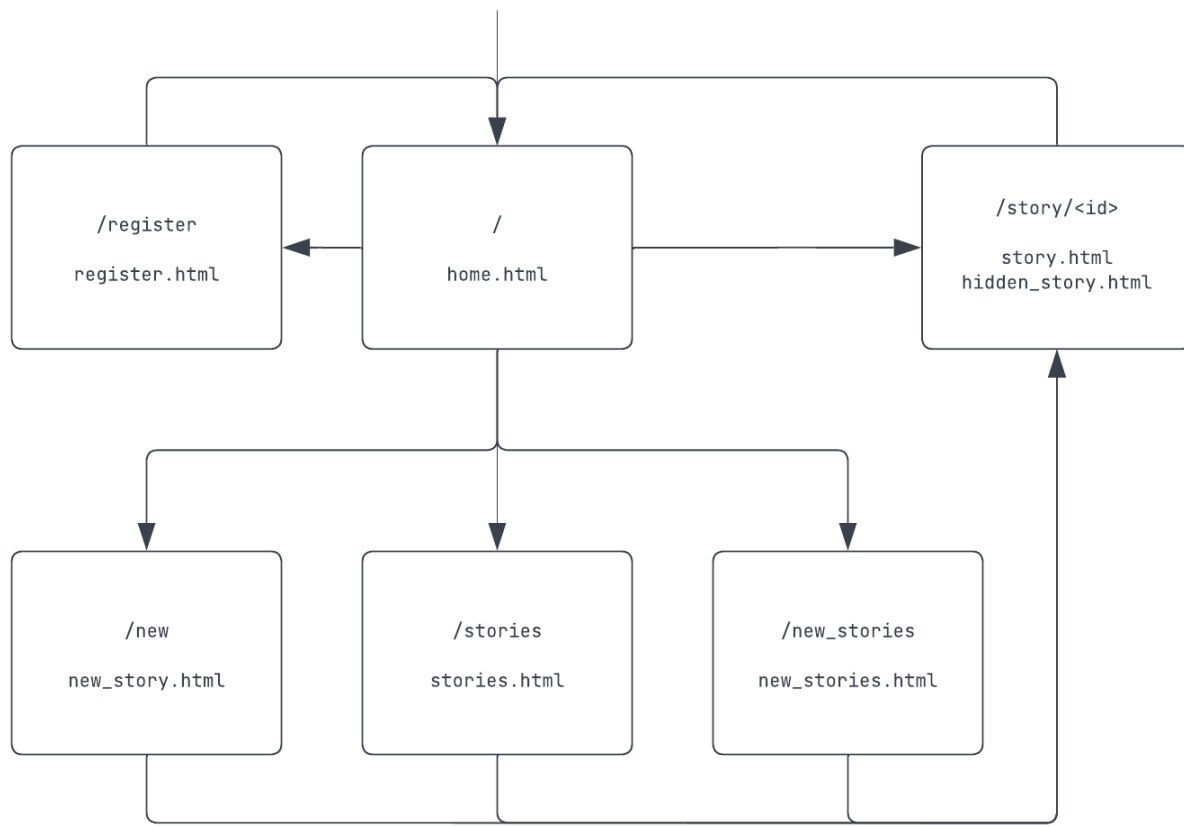 /register
register.html
/
home.html
/story/<id>
story.html
hidden_story.html
/new
new_story.html
/stories
stories.html
/new_stories
new_stories.html